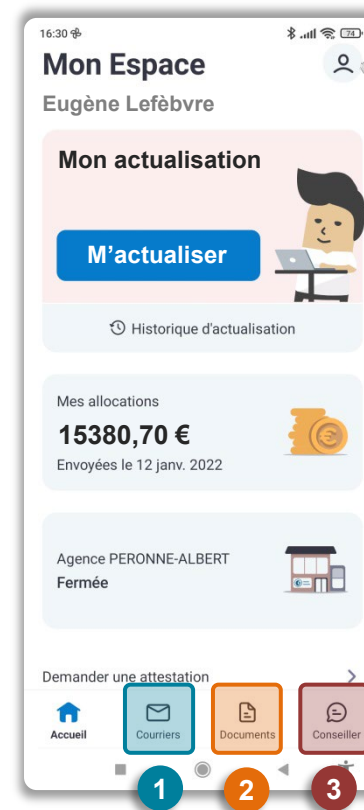 16:30
74
Mon Espace
Eugène Lefèbvre
Mon actualisation
M'actualiser
Historique d'actualisation
Mes allocations
15380,70 €
Envoyées le 12 janv. 2022
Agence PERONNE-ALBERT
Fermée
Demander une attestation
Accueil
Courriers
Documents
Conseiller
1
2
3